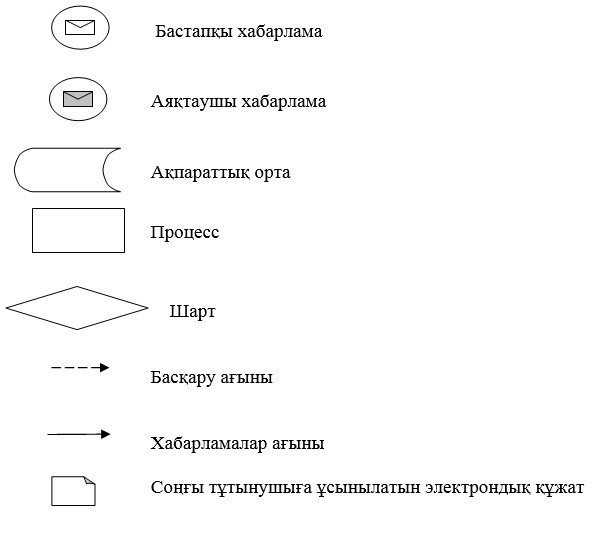 Бастапқы хабарлама
Аяқтаушы хабарлама
Ақпараттық орта
Процесс
Шарт
Басқару ағыны
Хабарламалар ағыны
Соңғы тұтынушыға ұсынылатын электрондық құжат